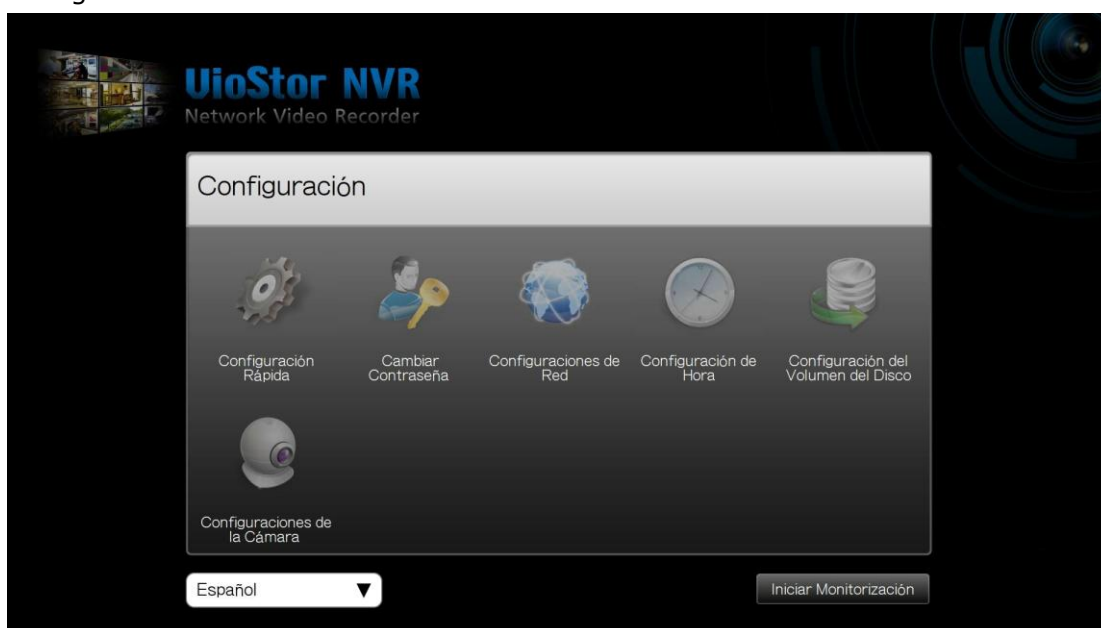 VioStor NVR
Network Video Recorder
Configuración
Configuración
Rápida
Cambiar
Contraseña
Configuraciones de
Red
Configuración de
Hora
Configuración del
Volumen del Disco
Configuraciones de
la Cámara
Español
Iniciar Monitorización